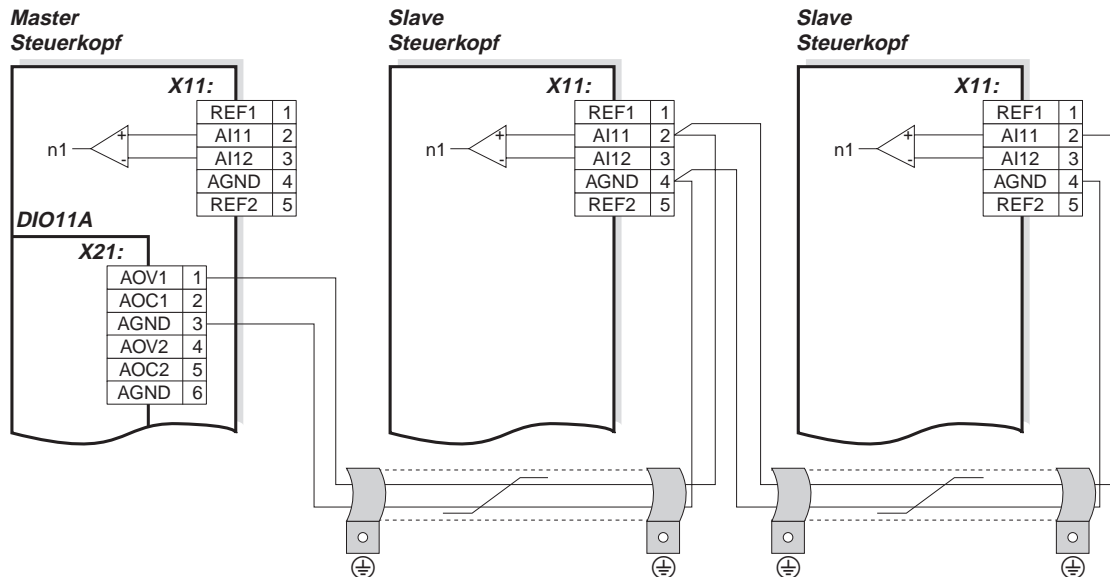 Master
Steuerkopf
X11:
REF1 1
AI11 2
AI12 3
AGND 4
REF2 5
+
-
n1
DIO11A
X21:
AOV1 1
AOC1 2
AGND 3
AOV2 4
AOC2 5
AGND 6
Slave
Steuerkopf
X11:
REF1 1
AI11 2
AI12 3
AGND 4
REF2 5
+
-
n1
Slave
Steuerkopf
X11:
REF1 1
AI11 2
AI12 3
AGND 4
REF2 5
+
-
n1